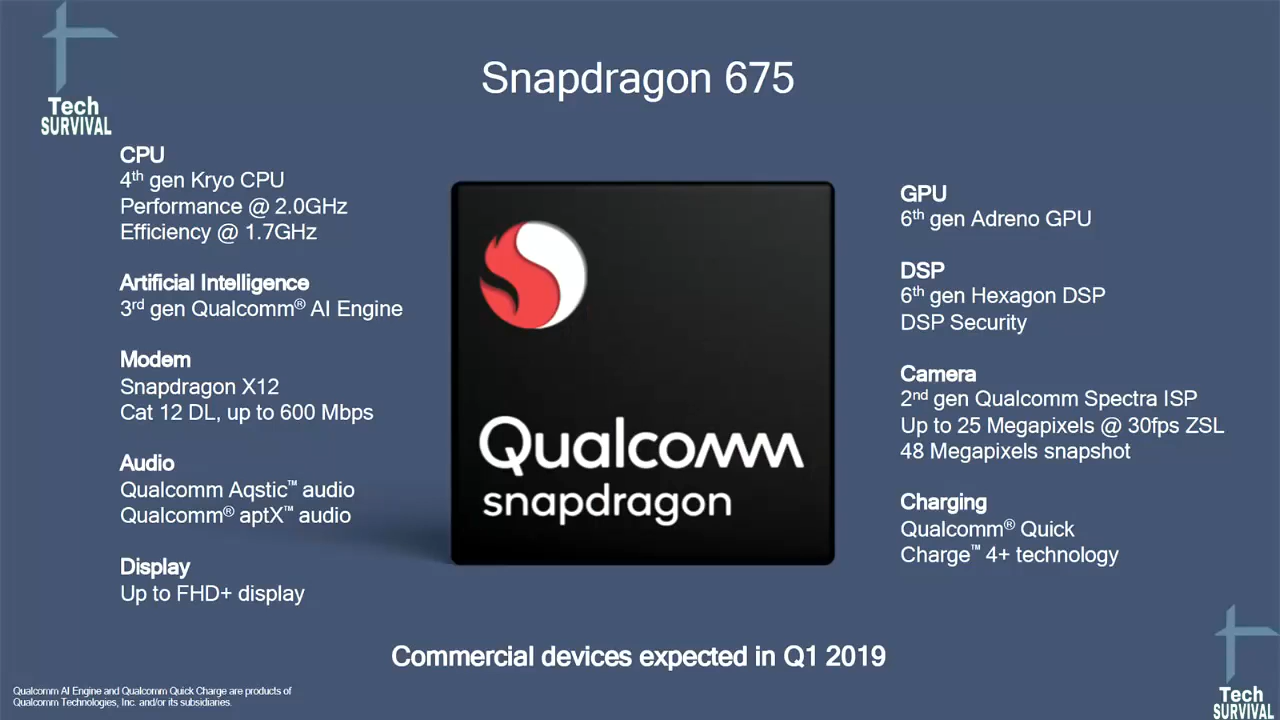 Tech
SURVIVAL
Snapdragon 675
CPU
4th gen Kryo CPU
Performance @ 2.0GHz
Efficiency @ 1.7GHz
Artificial Intelligence
3rd gen Qualcomm® AI Engine
Modem
Snapdragon X12
Cat 12 DL, up to 600 Mbps
Audio
Qualcomm Aqstic™ audio
Qualcomm® aptX™ audio
Display
Up to FHD+ display
Qualcomm
snapdragon
GPU
6th gen Adreno GPU
DSP
6th gen Hexagon DSP
DSP Security
Camera
2nd gen Qualcomm Spectra ISP
Up to 25 Megapixels @ 30fps ZSL
48 Megapixels snapshot
Charging
Qualcomm® Quick
Charge™ 4+ technology
Commercial devices expected in Q1 2019
Qualcomm AI Engine and Qualcomm Quick Charge are products of
Qualcomm Technologies, Inc. and/or its subsidiaries.
Tech
SURVIVAL